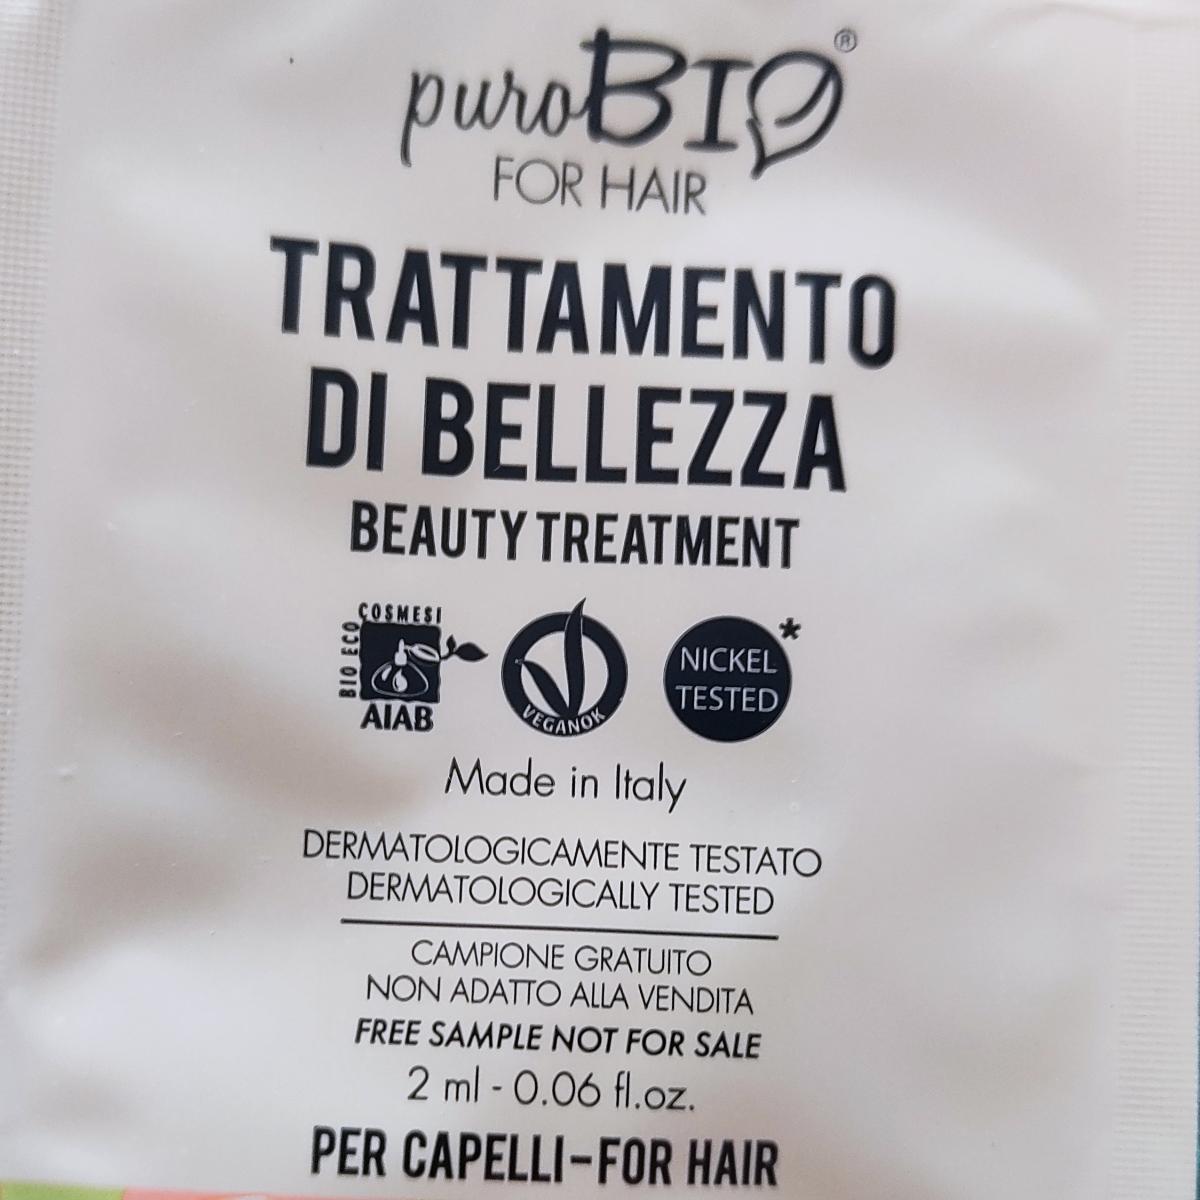 puroBIO®
FOR HAIR
TRATTAMENTO
DI BELLEZZA
BEAUTY TREATMENT
COSMESI
BIO ECO
AIAB
VEGANOK
NICKEL
TESTED
*
Made in Italy
DERMATOLOGICAMENTE TESTATO
DERMATOLOGICALLY TESTED
CAMPIONE GRATUITO
NON ADATTO ALLA VENDITA
FREE SAMPLE NOT FOR SALE
2 ml - 0.06 fl.oz.
PER CAPELLI-FOR HAIR